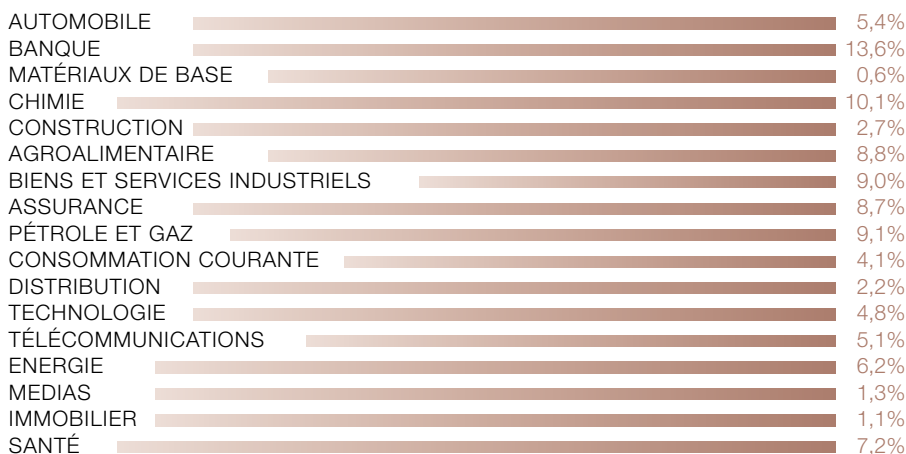 AUTOMOBILE 5,4%
BANQUE 13,6%
MATÉRIAUX DE BASE 0,6%
CHIMIE 10,1%
CONSTRUCTION 2,7%
AGROALIMENTAIRE 8,8%
BIENS ET SERVICES INDUSTRIELS 9,0%
ASSURANCE 8,7%
PÉTROLE ET GAZ 9,1%
CONSOMMATION COURANTE 4,1%
DISTRIBUTION 2,2%
TECHNOLOGIE 4,8%
TÉLÉCOMMUNICATIONS 5,1%
ENERGIE 6,2%
MEDIAS 1,3%
IMMOBILIER 1,1%
SANTÉ 7,2%